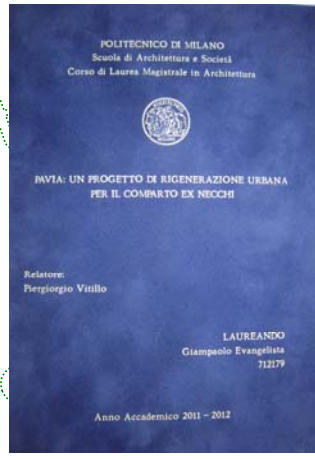 POLITECNICO DI MILANO
Scuola di Architettura e Società
Corso di Laurea Magistrale in Architettura
PAVIA: UN PROGETTO DI RIGENERAZIONE URBANA
PER IL COMPARTO EX NECCHI
Relatore:
Piergiorgio Vitillo
LAUREANDO
Giampaolo Evangelista
712179
Anno Accademico 2011 - 2012